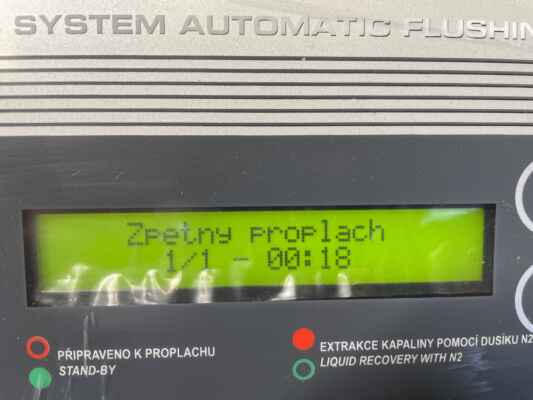 SYSTEM AUTOMATIC FLUSHIN
Zpetny proplach
1/1 - 00:18
PŘIPRAVENO K PROPLACHU
STAND-BY
EXTRAKCE KAPALINY POMOCÍ DUSÍKU N2
LIQUID RECOVERY WITH N2